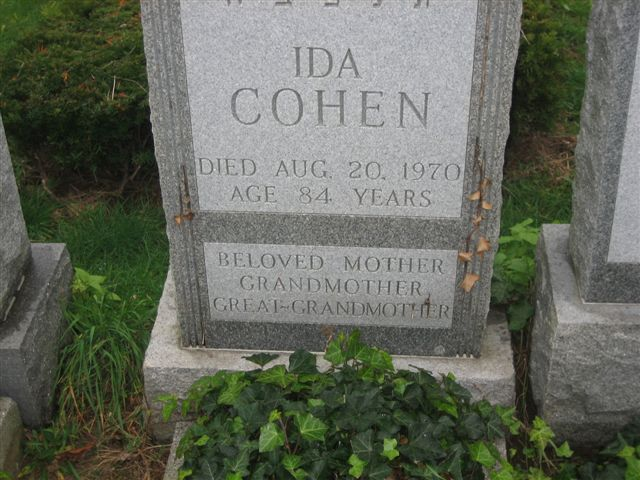 IDA
COHEN
DIED AUG. 20, 1970
AGE 84 YEARS
BELOVED MOTHER
GRANDMOTHER
GREAT-GRANDMOTHER